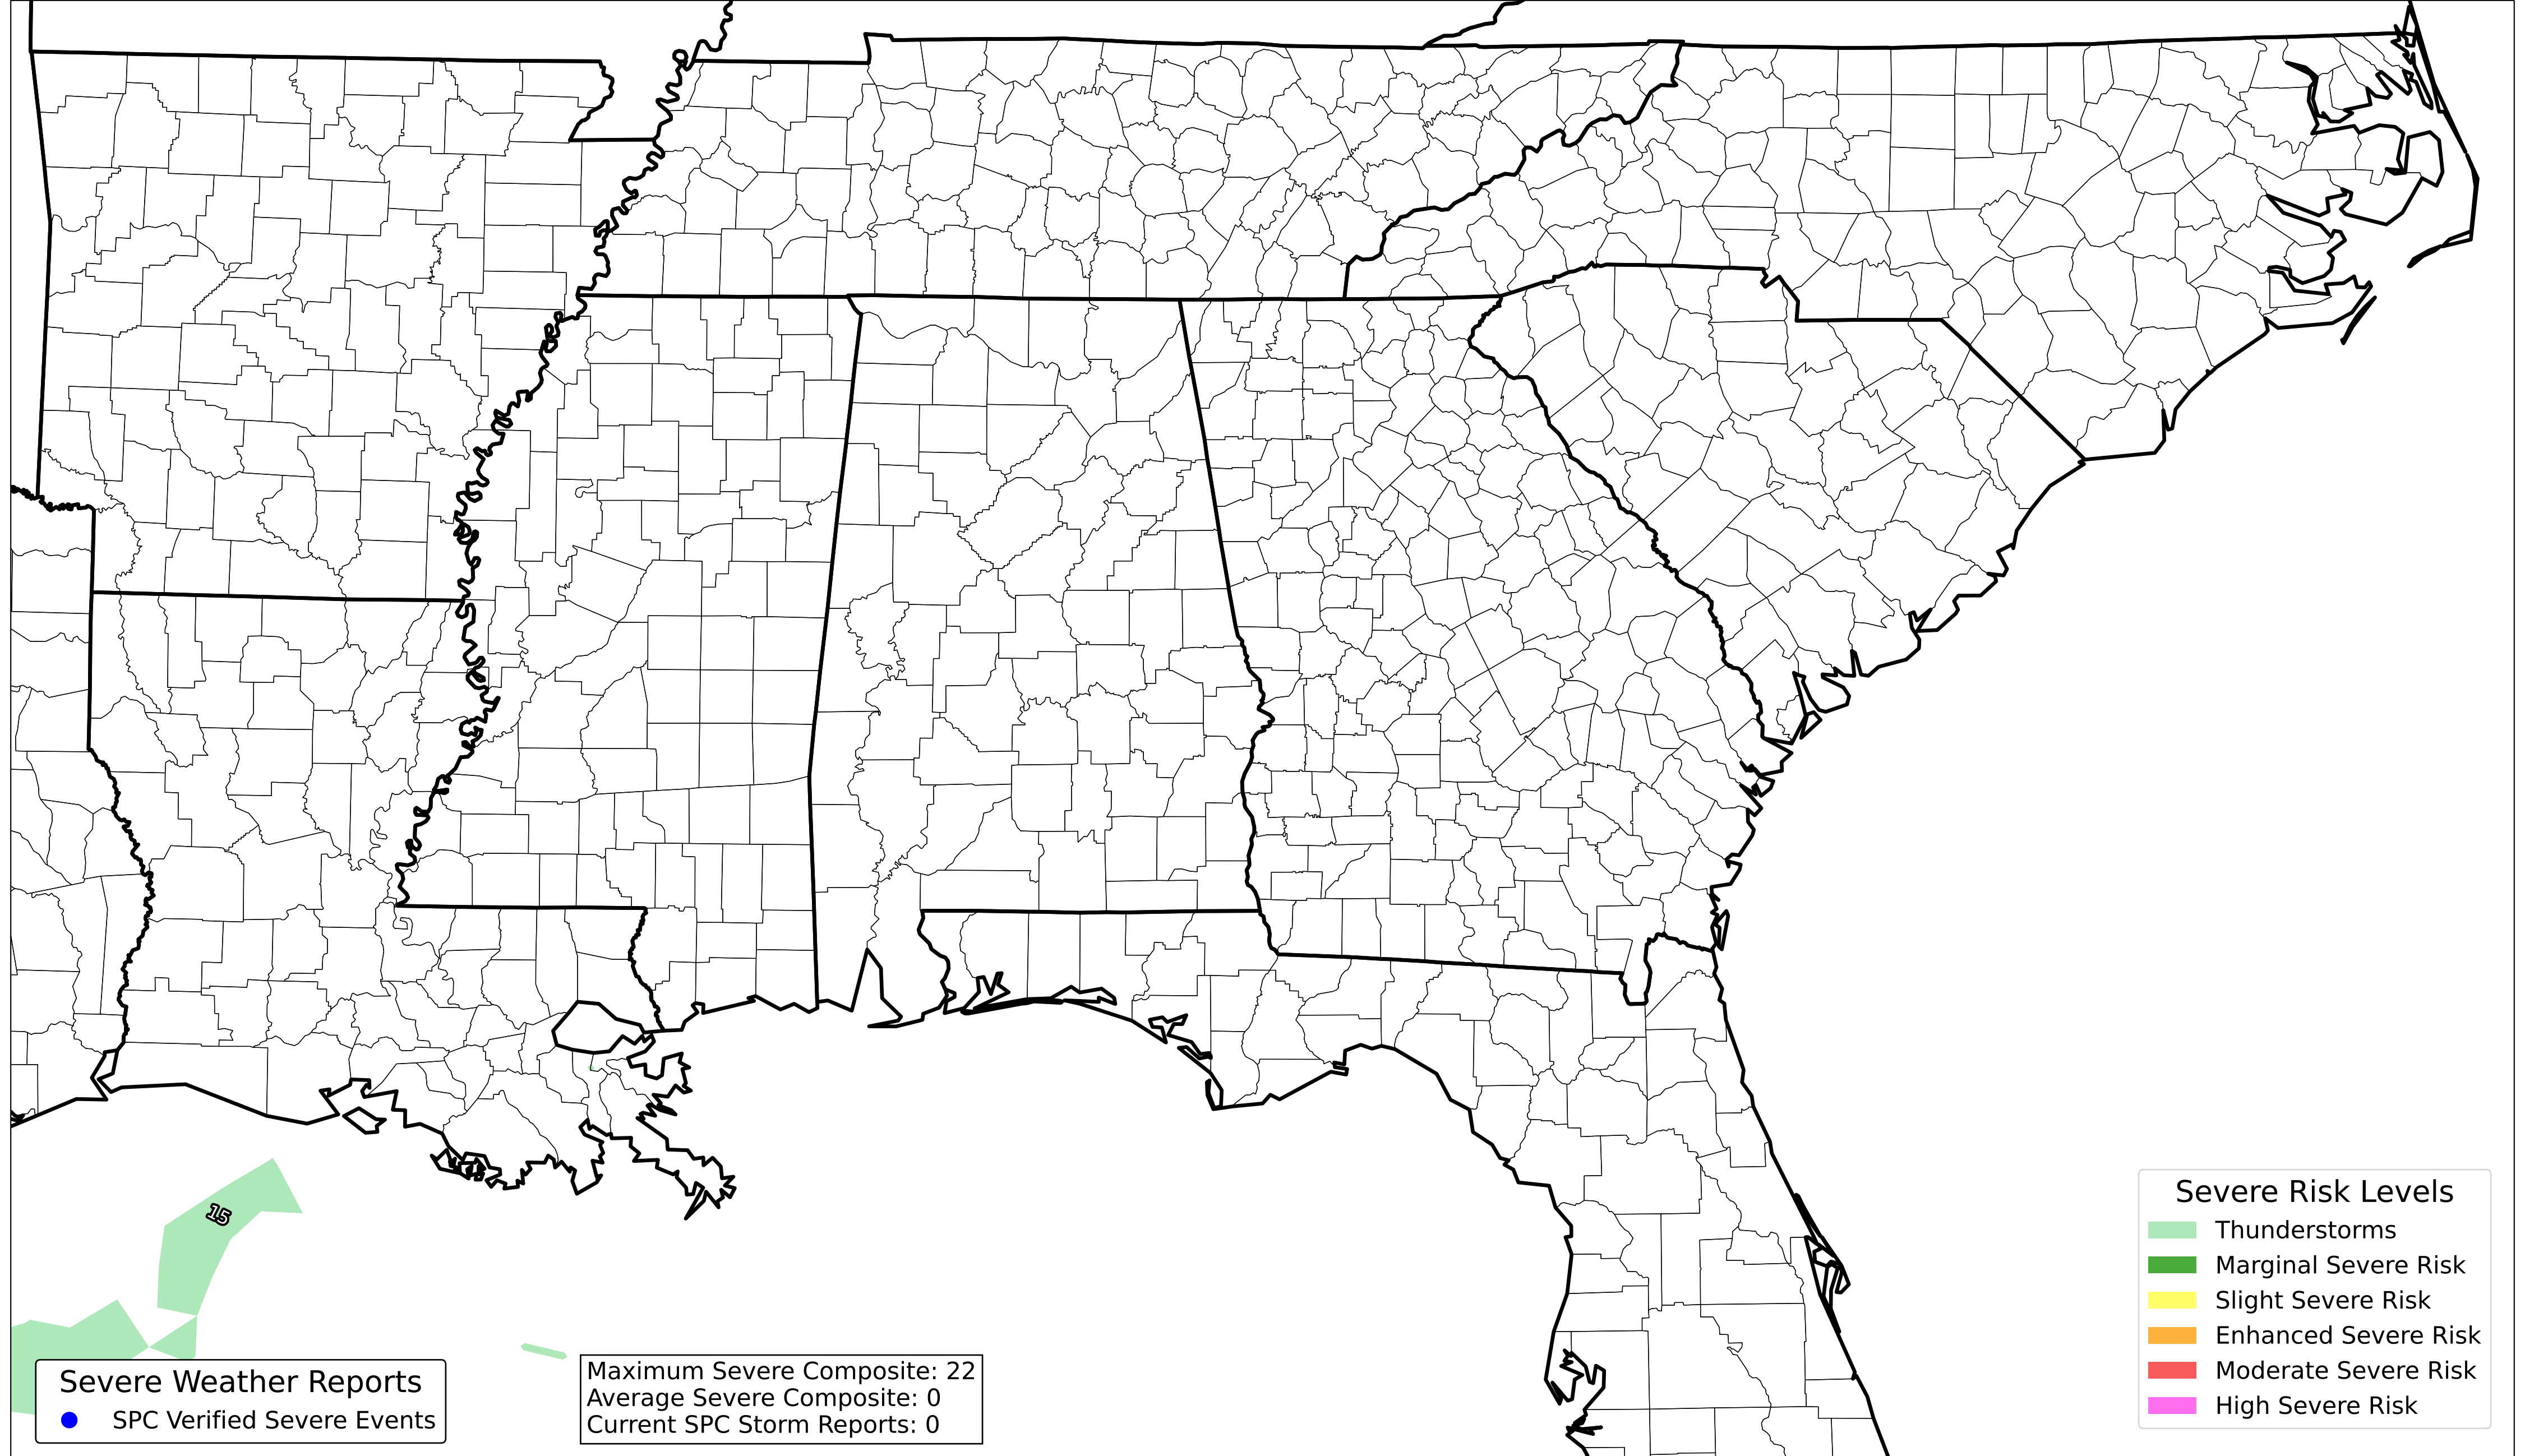 15
Severe Weather Reports
SPC Verified Severe Events
Maximum Severe Composite: 22
Average Severe Composite: 0
Current SPC Storm Reports: 0
Severe Risk Levels
Thunderstorms
Marginal Severe Risk
Slight Severe Risk
Enhanced Severe Risk
Moderate Severe Risk
High Severe Risk